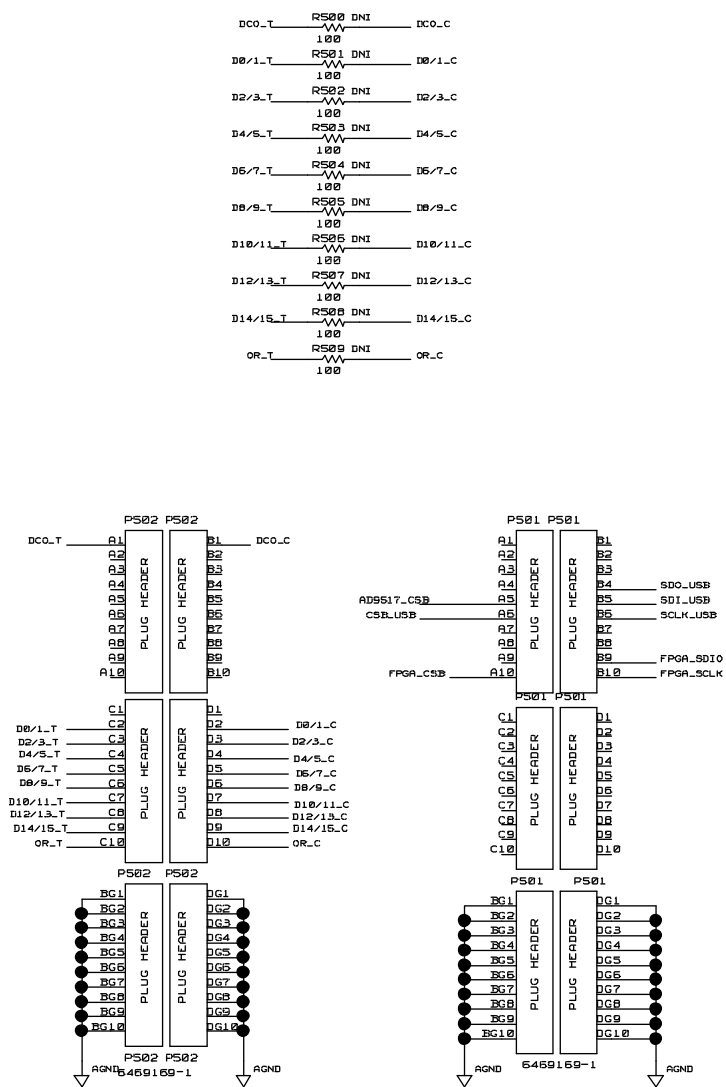 R500 DNI
DCO_T DCO_C
100
R501 DNI
D0/1_T D0/1_C
100
R502 DNI
D2/3_T D2/3_C
100
R503 DNI
D4/5_T D4/5_C
100
R504 DNI
D6/7_T D6/7_C
100
R505 DNI
D8/9_T D8/9_C
100
R506 DNI
D10/11_T D10/11_C
100
R507 DNI
D12/13_T D12/13_C
100
R508 DNI
D14/15_T D14/15_C
100
R509 DNI
OR_T OR_C
100
P502 P502
DCO_T A1 B1 DCO_C
A2 B2
A3 B3
A4 B4
A5 B5
A6 B6
A7 B7
A8 B8
A9 B9
A10 B10
PLUG HEADER PLUG HEADER
C1 D1
D0/1_T C2 D2 D0/1_C
D2/3_T C3 D3 D2/3_C
D4/5_T C4 D4 D4/5_C
D6/7_T C5 D5 D6/7_C
D8/9_T C6 D6 D8/9_C
D10/11_T C7 D7 D10/11_C
D12/13_T C8 D8 D12/13_C
D14/15_T C9 D9 D14/15_C
OR_T C10 D10 OR_C
PLUG HEADER PLUG HEADER
P502 P502
BG1 DG1
BG2 DG2
BG3 DG3
BG4 DG4
BG5 DG5
BG6 DG6
BG7 DG7
BG8 DG8
BG9 DG9
BG10 DG10
PLUG HEADER PLUG HEADER
P502 P502
AGND 6469169-1 AGND
P501 P501
A1 B1
A2 B2
A3 B3
A4 B4 SDO_USB
AD9517_CSB A5 B5 SDI_USB
CSB_USB A6 B6 SCLK_USB
A7 B7
A8 B8
A9 B9 FPGA_SDIO
FPGA_CSB A10 B10 FPGA_SCLK
PLUG HEADER PLUG HEADER
P501 P501
C1 D1
C2 D2
C3 D3
C4 D4
C5 D5
C6 D6
C7 D7
C8 D8
C9 D9
C10 D10
PLUG HEADER PLUG HEADER
P501 P501
BG1 DG1
BG2 DG2
BG3 DG3
BG4 DG4
BG5 DG5
BG6 DG6
BG7 DG7
BG8 DG8
BG9 DG9
BG10 DG10
PLUG HEADER PLUG HEADER
AGND 6469169-1 AGND